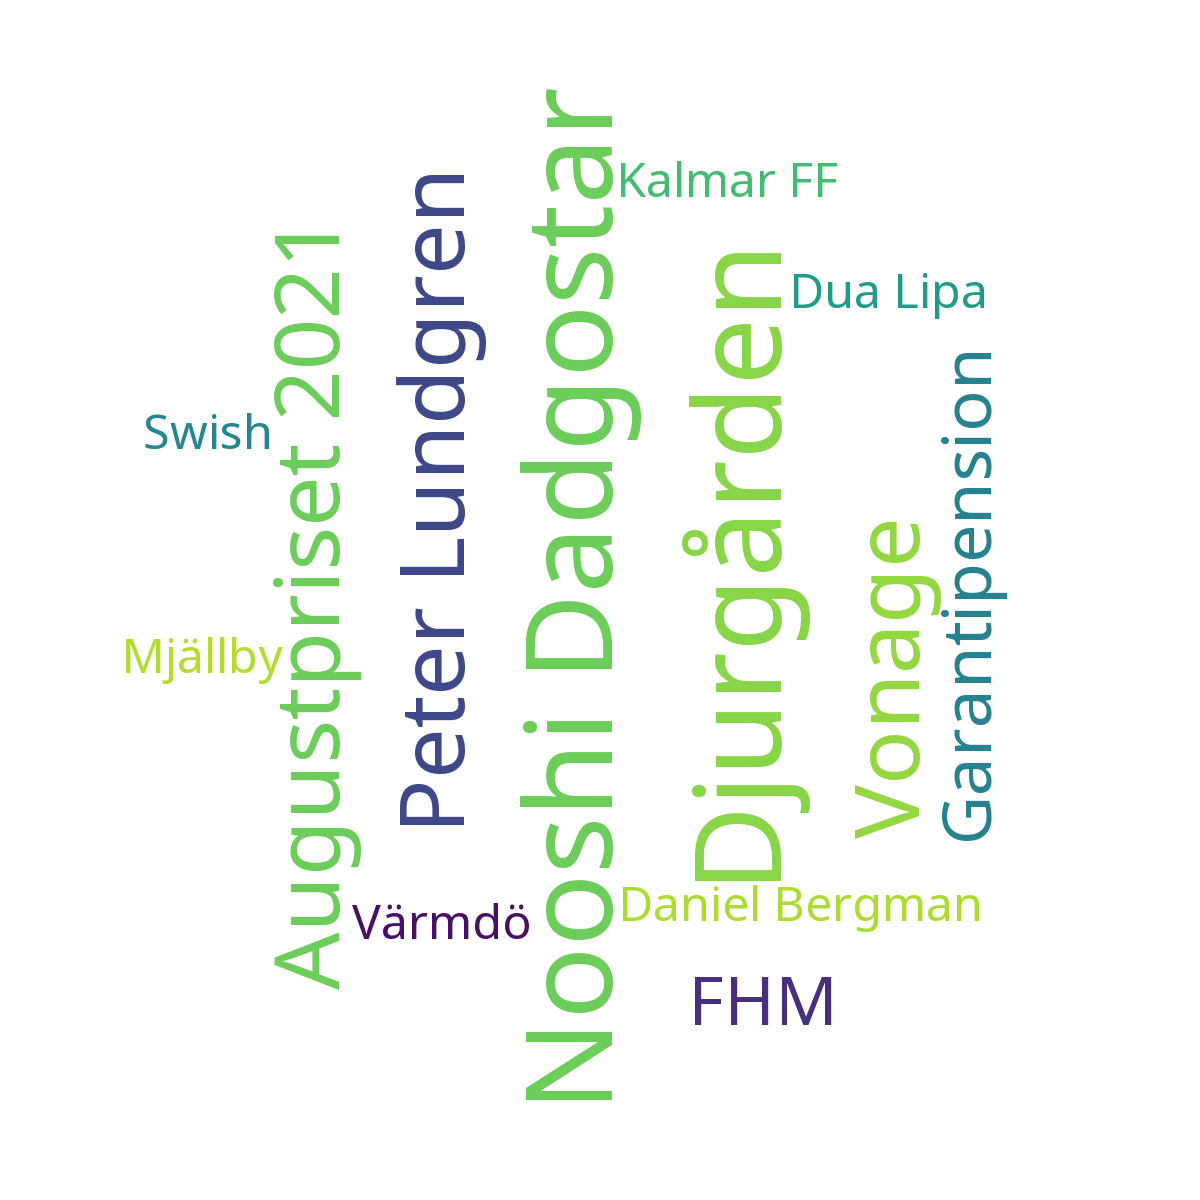 Kalmar FF
Dua Lipa
Swish
Mjällby
Augustpriset 2021
Peter Lundgren
Nooshi Dadgostar
Djurgården
Vonage
Garantipension
Värmdö
Daniel Bergman
FHM